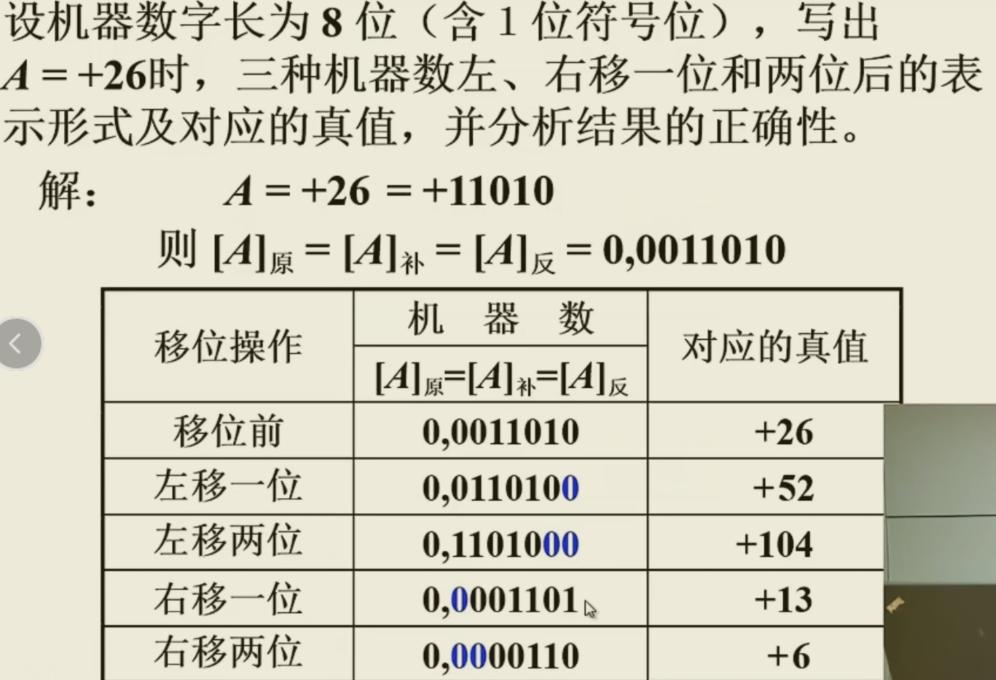 设机器数字长为 8 位（含 1 位符号位），写出
A = +26时，三种机器数左、右移一位和两位后的表
示形式及对应的真值，并分析结果的正确性。
解： A = +26 = +11010
则 [A]原 = [A]补 = [A]反 = 0,0011010
移位操作 机 器 数 对应的真值
[A]原=[A]补=[A]反
移位前 0,0011010 +26
左移一位 0,0110100 +52
左移两位 0,1101000 +104
右移一位 0,0001101 +13
右移两位 0,0000110 +6